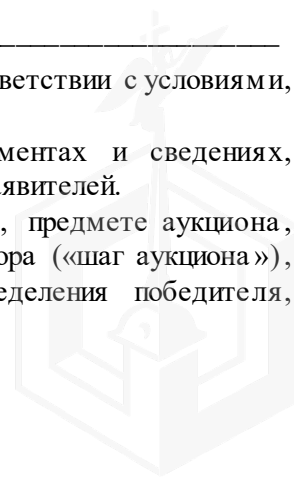 ветствии с условиями,
ментах и сведениях,
явителей.
, предмете аукциона,
ора («шаг аукциона»),
еделения победителя,